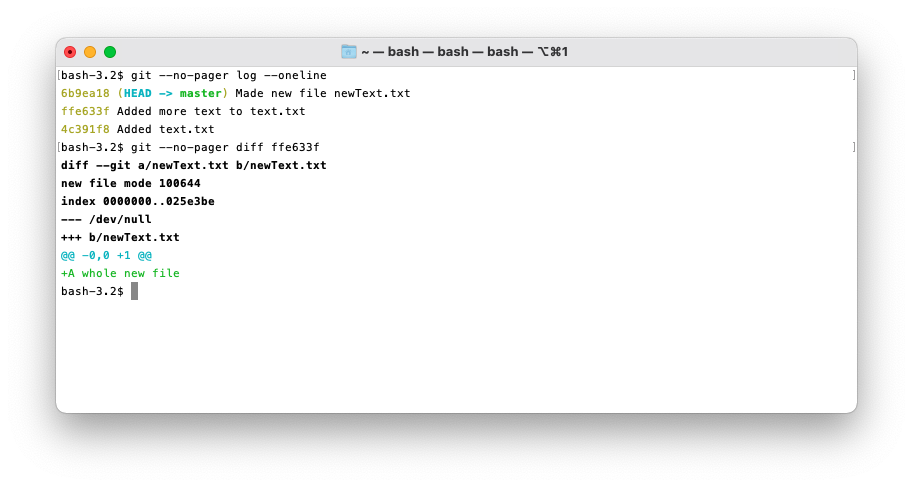 ~ — bash — bash — bash — ⌥⌘1
[bash-3.2$ git --no-pager log --oneline ]
6b9ea18 (HEAD -> master) Made new file newText.txt
ffe633f Added more text to text.txt
4c391f8 Added text.txt
[bash-3.2$ git --no-pager diff ffe633f ]
diff --git a/newText.txt b/newText.txt
new file mode 100644
index 0000000..025e3be
--- /dev/null
+++ b/newText.txt
@@ -0,0 +1 @@
+A whole new file
bash-3.2$